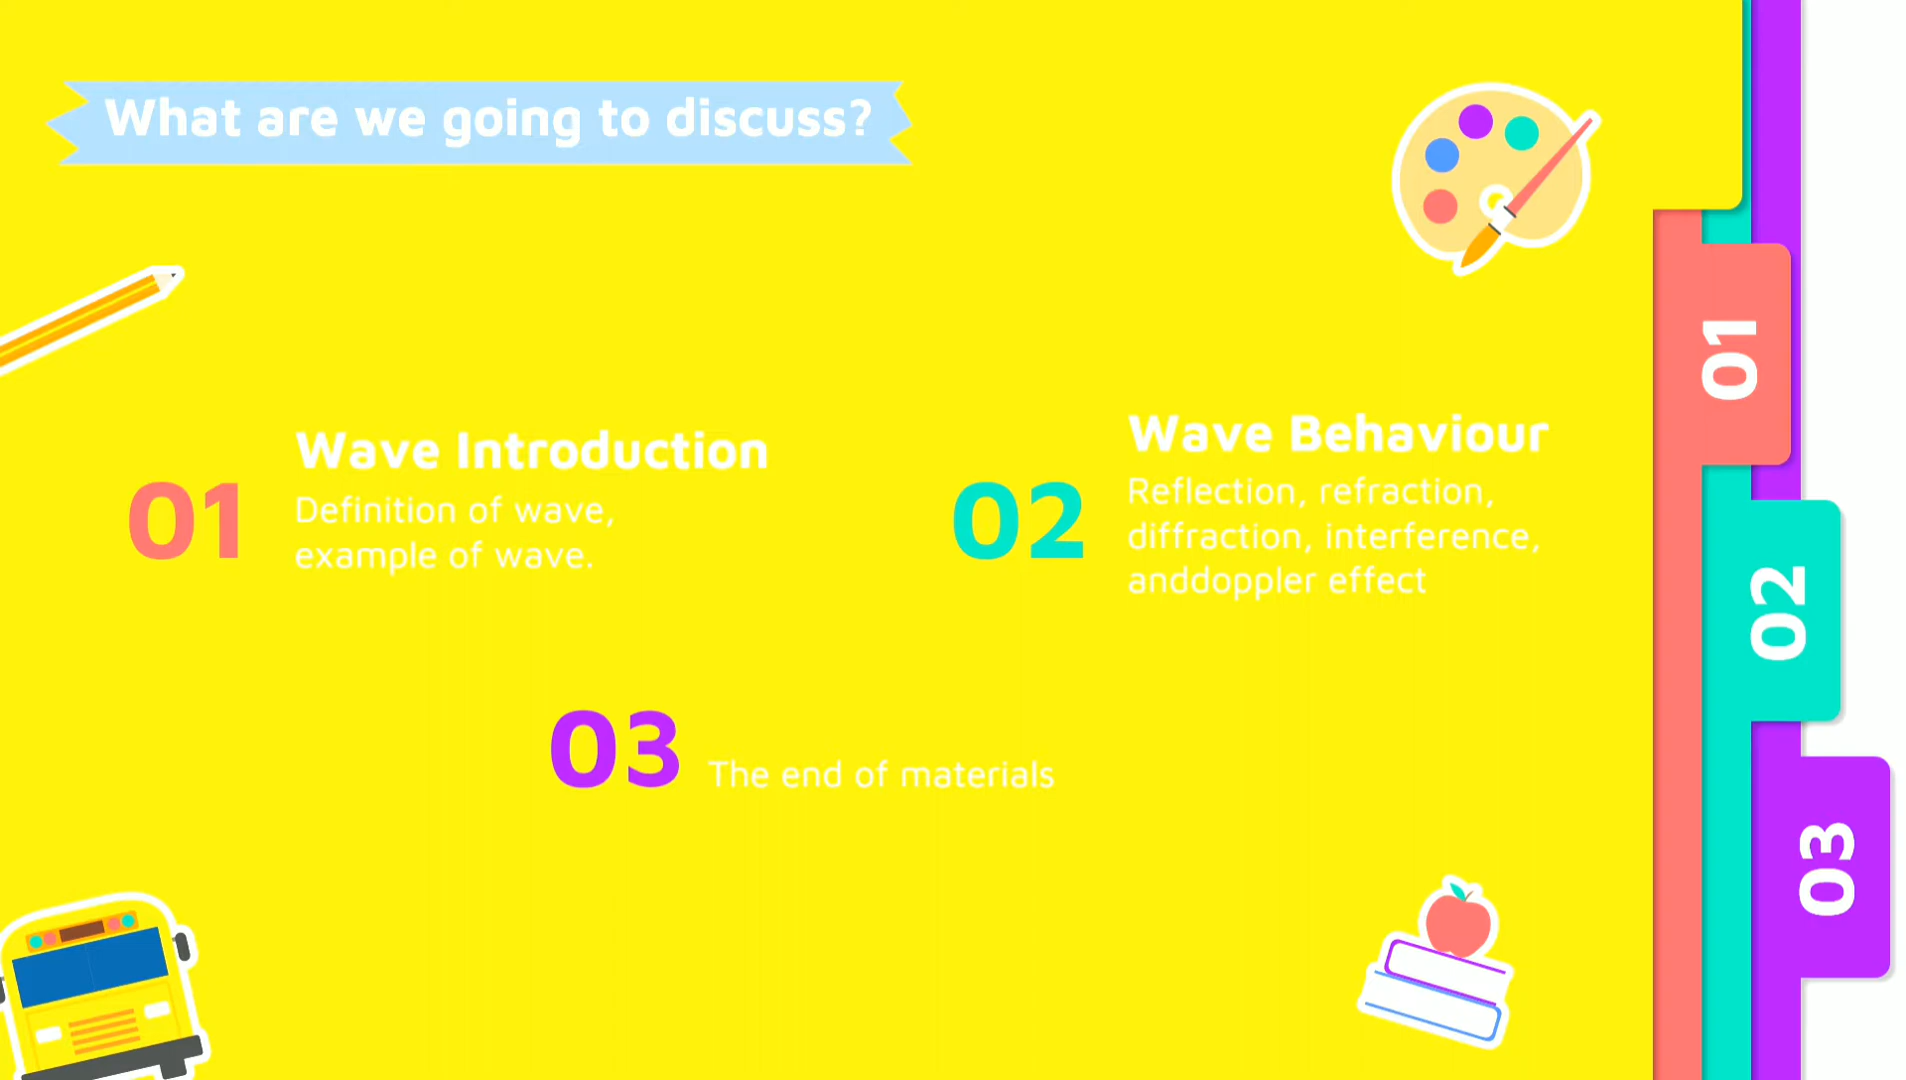 What are we going to discuss?
01
Wave Introduction
Definition of wave,
example of wave.
02
Wave Behaviour
Reflection, refraction,
diffraction, interference,
anddoppler effect
03
The end of materials
01
02
03